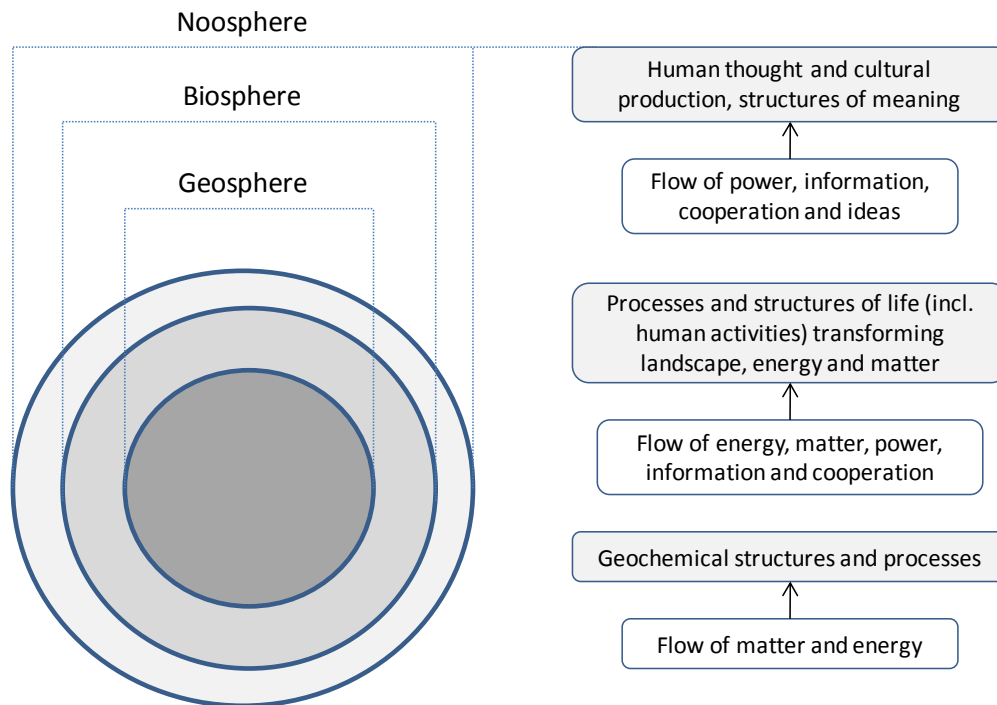 Noosphere
Biosphere
Geosphere
Human thought and cultural
production, structures of meaning
Flow of power, information,
cooperation and ideas
Processes and structures of life (incl.
human activities) transforming
landscape, energy and matter
Flow of energy, matter, power,
information and cooperation
Geochemical structures and processes
Flow of matter and energy